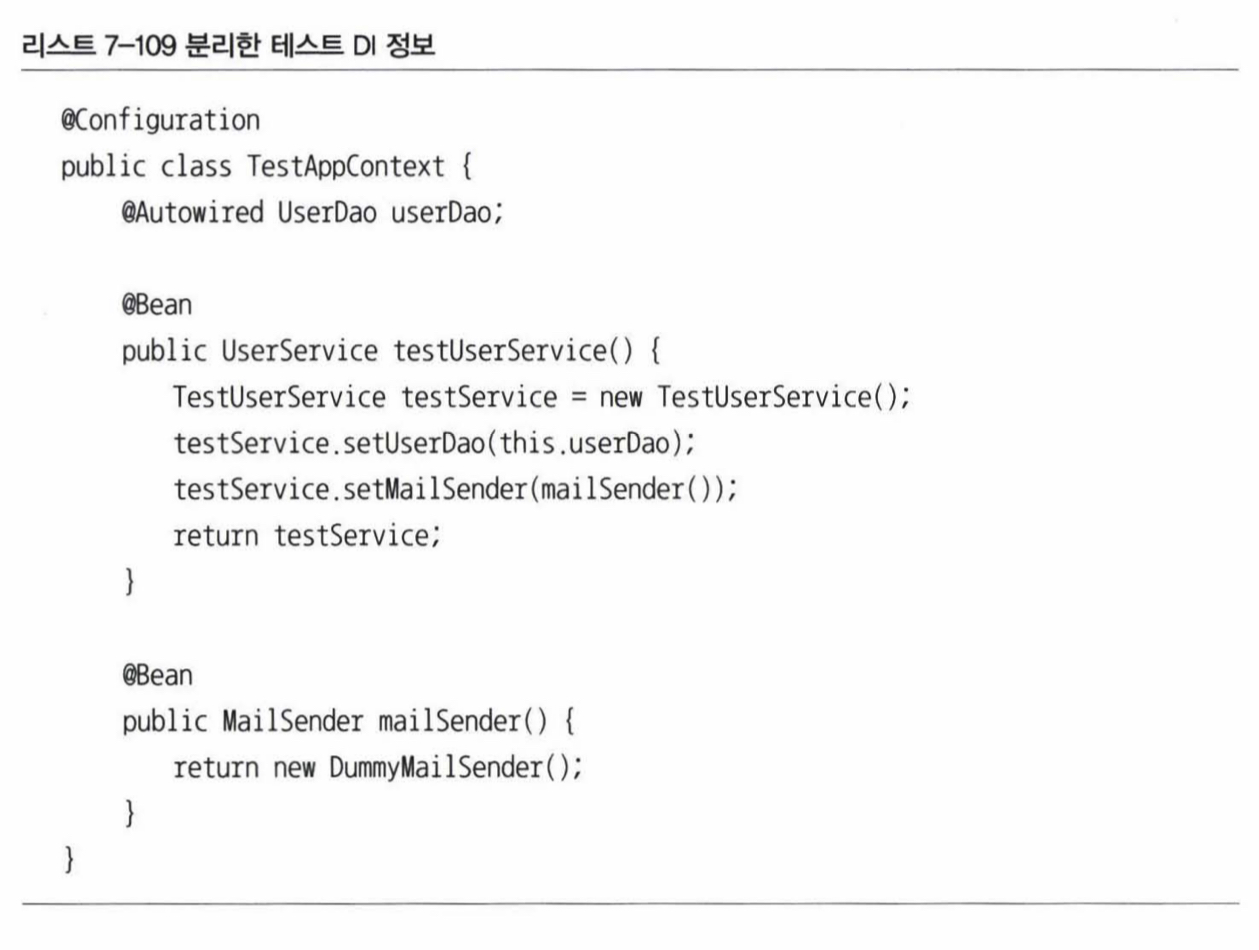 리스트 7-109 분리한 테스트 DI 정보
@Configuration
public class TestAppContext {
@Autowired UserDao userDao;
@Bean
public UserService testUserService() {
TestUserService testService = new TestUserService();
testService.setUserDao(this.userDao);
testService.setMailSender(mailSender());
return testService;
}
@Bean
public MailSender mailSender() {
return new DummyMailSender();
}
}